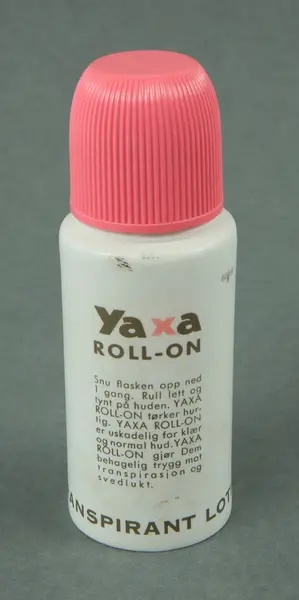 Yaxa
ROLL-ON
Snu flasken opp ned
1 gang. Rull lett og
tynt på huden. YAXA
ROLL-ON tørker hur-
tig. YAXA ROLL-ON
er uskadelig for klær
og normal hud. YAXA
ROLL-ON gjør Dem
behagelig trygg mot
transpirasjon og
svedlukt.
ANSPIRANT LOT